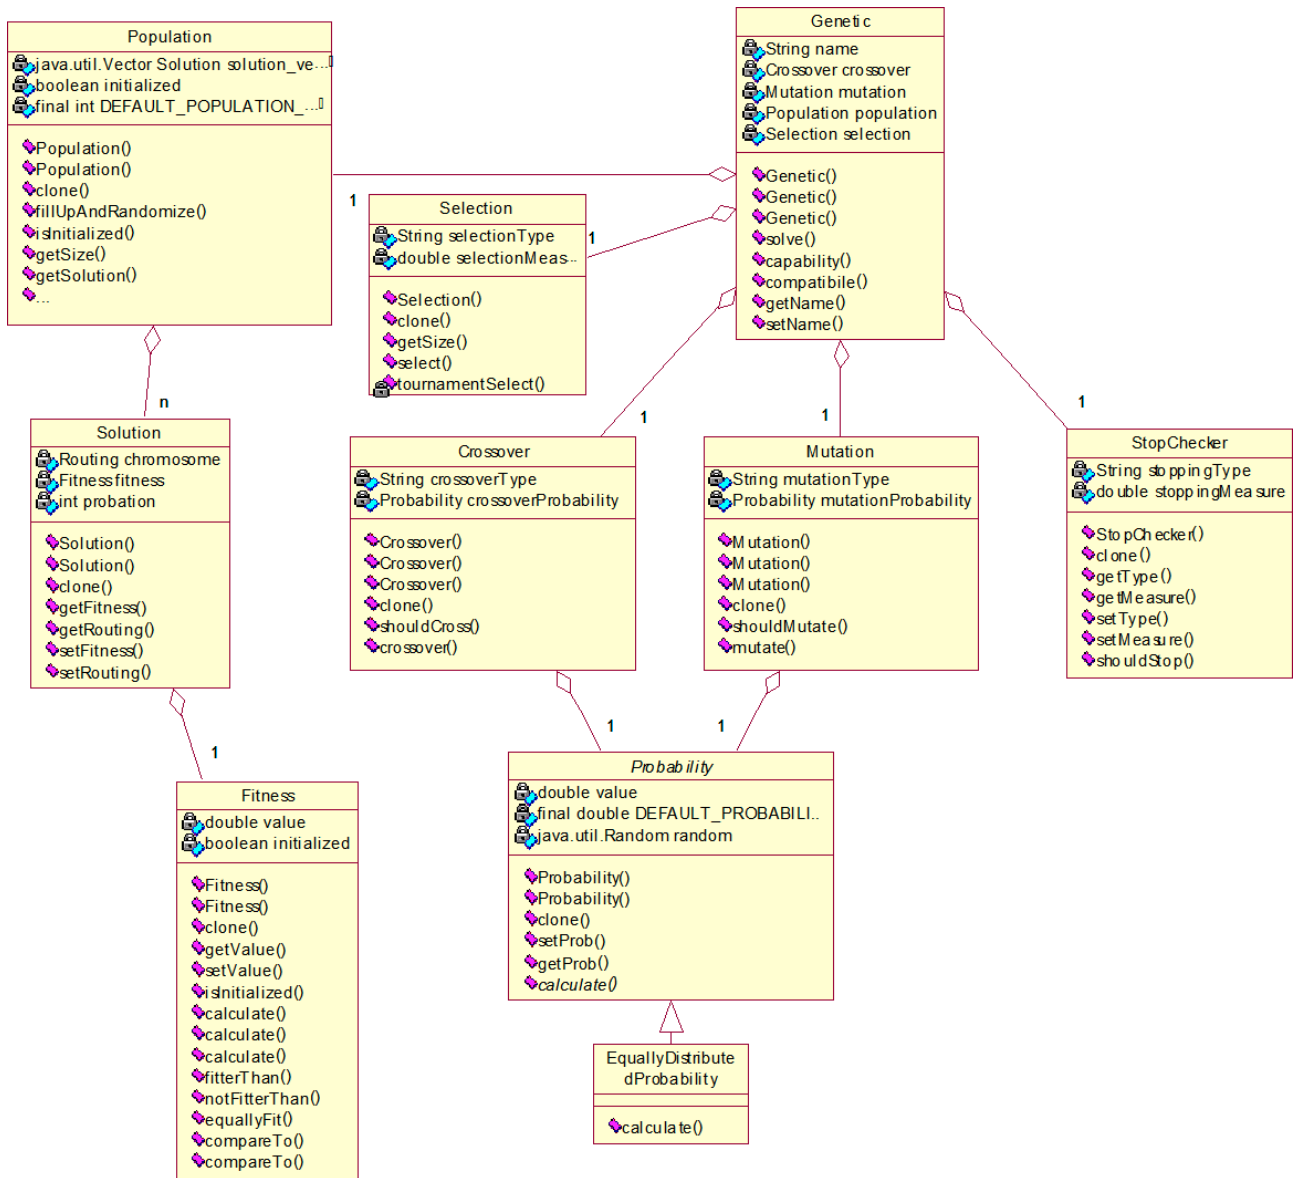 Population
java.util.Vector Solution solution_ve...
boolean initialized
final int DEFAULT_POPULATION_...
Population()
Population()
clone()
fillUpAndRandomize()
isInitialized()
getSize()
getSolution()
...
Genetic
String name
Crossover crossover
Mutation mutation
Population population
Selection selection
Genetic()
Genetic()
Genetic()
solve()
capability()
compatibile()
getName()
setName()
1
Selection
String selectionType
double selectionMeas...
Selection()
clone()
getSize()
select()
tournamentSelect()
1
n
1
1
1
Solution
Routing chromosome
Fitness fitness
int probation
Solution()
Solution()
clone()
getFitness()
getRouting()
setFitness()
setRouting()
Crossover
String crossoverType
Probability crossoverProbability
Crossover()
Crossover()
Crossover()
clone()
shouldCross()
crossover()
Mutation
String mutationType
Probability mutationProbability
Mutation()
Mutation()
Mutation()
clone()
shouldMutate()
mutate()
StopChecker
String stoppingType
double stoppingMeasure
StopChecker()
clone()
getType()
getMeasure()
setType()
setMeasure()
shouldStop()
1
1
1
Fitness
double value
boolean initialized
Fitness()
Fitness()
clone()
getValue()
setValue()
isInitialized()
calculate()
calculate()
calculate()
fitterThan()
notFitterThan()
equallyFit()
compareTo()
compareTo()
Probability
double value
final double DEFAULT_PROBABILI..
java.util.Random random
Probability()
Probability()
clone()
setProb()
getProb()
calculate()
EquallyDistribute
dProbability
calculate()